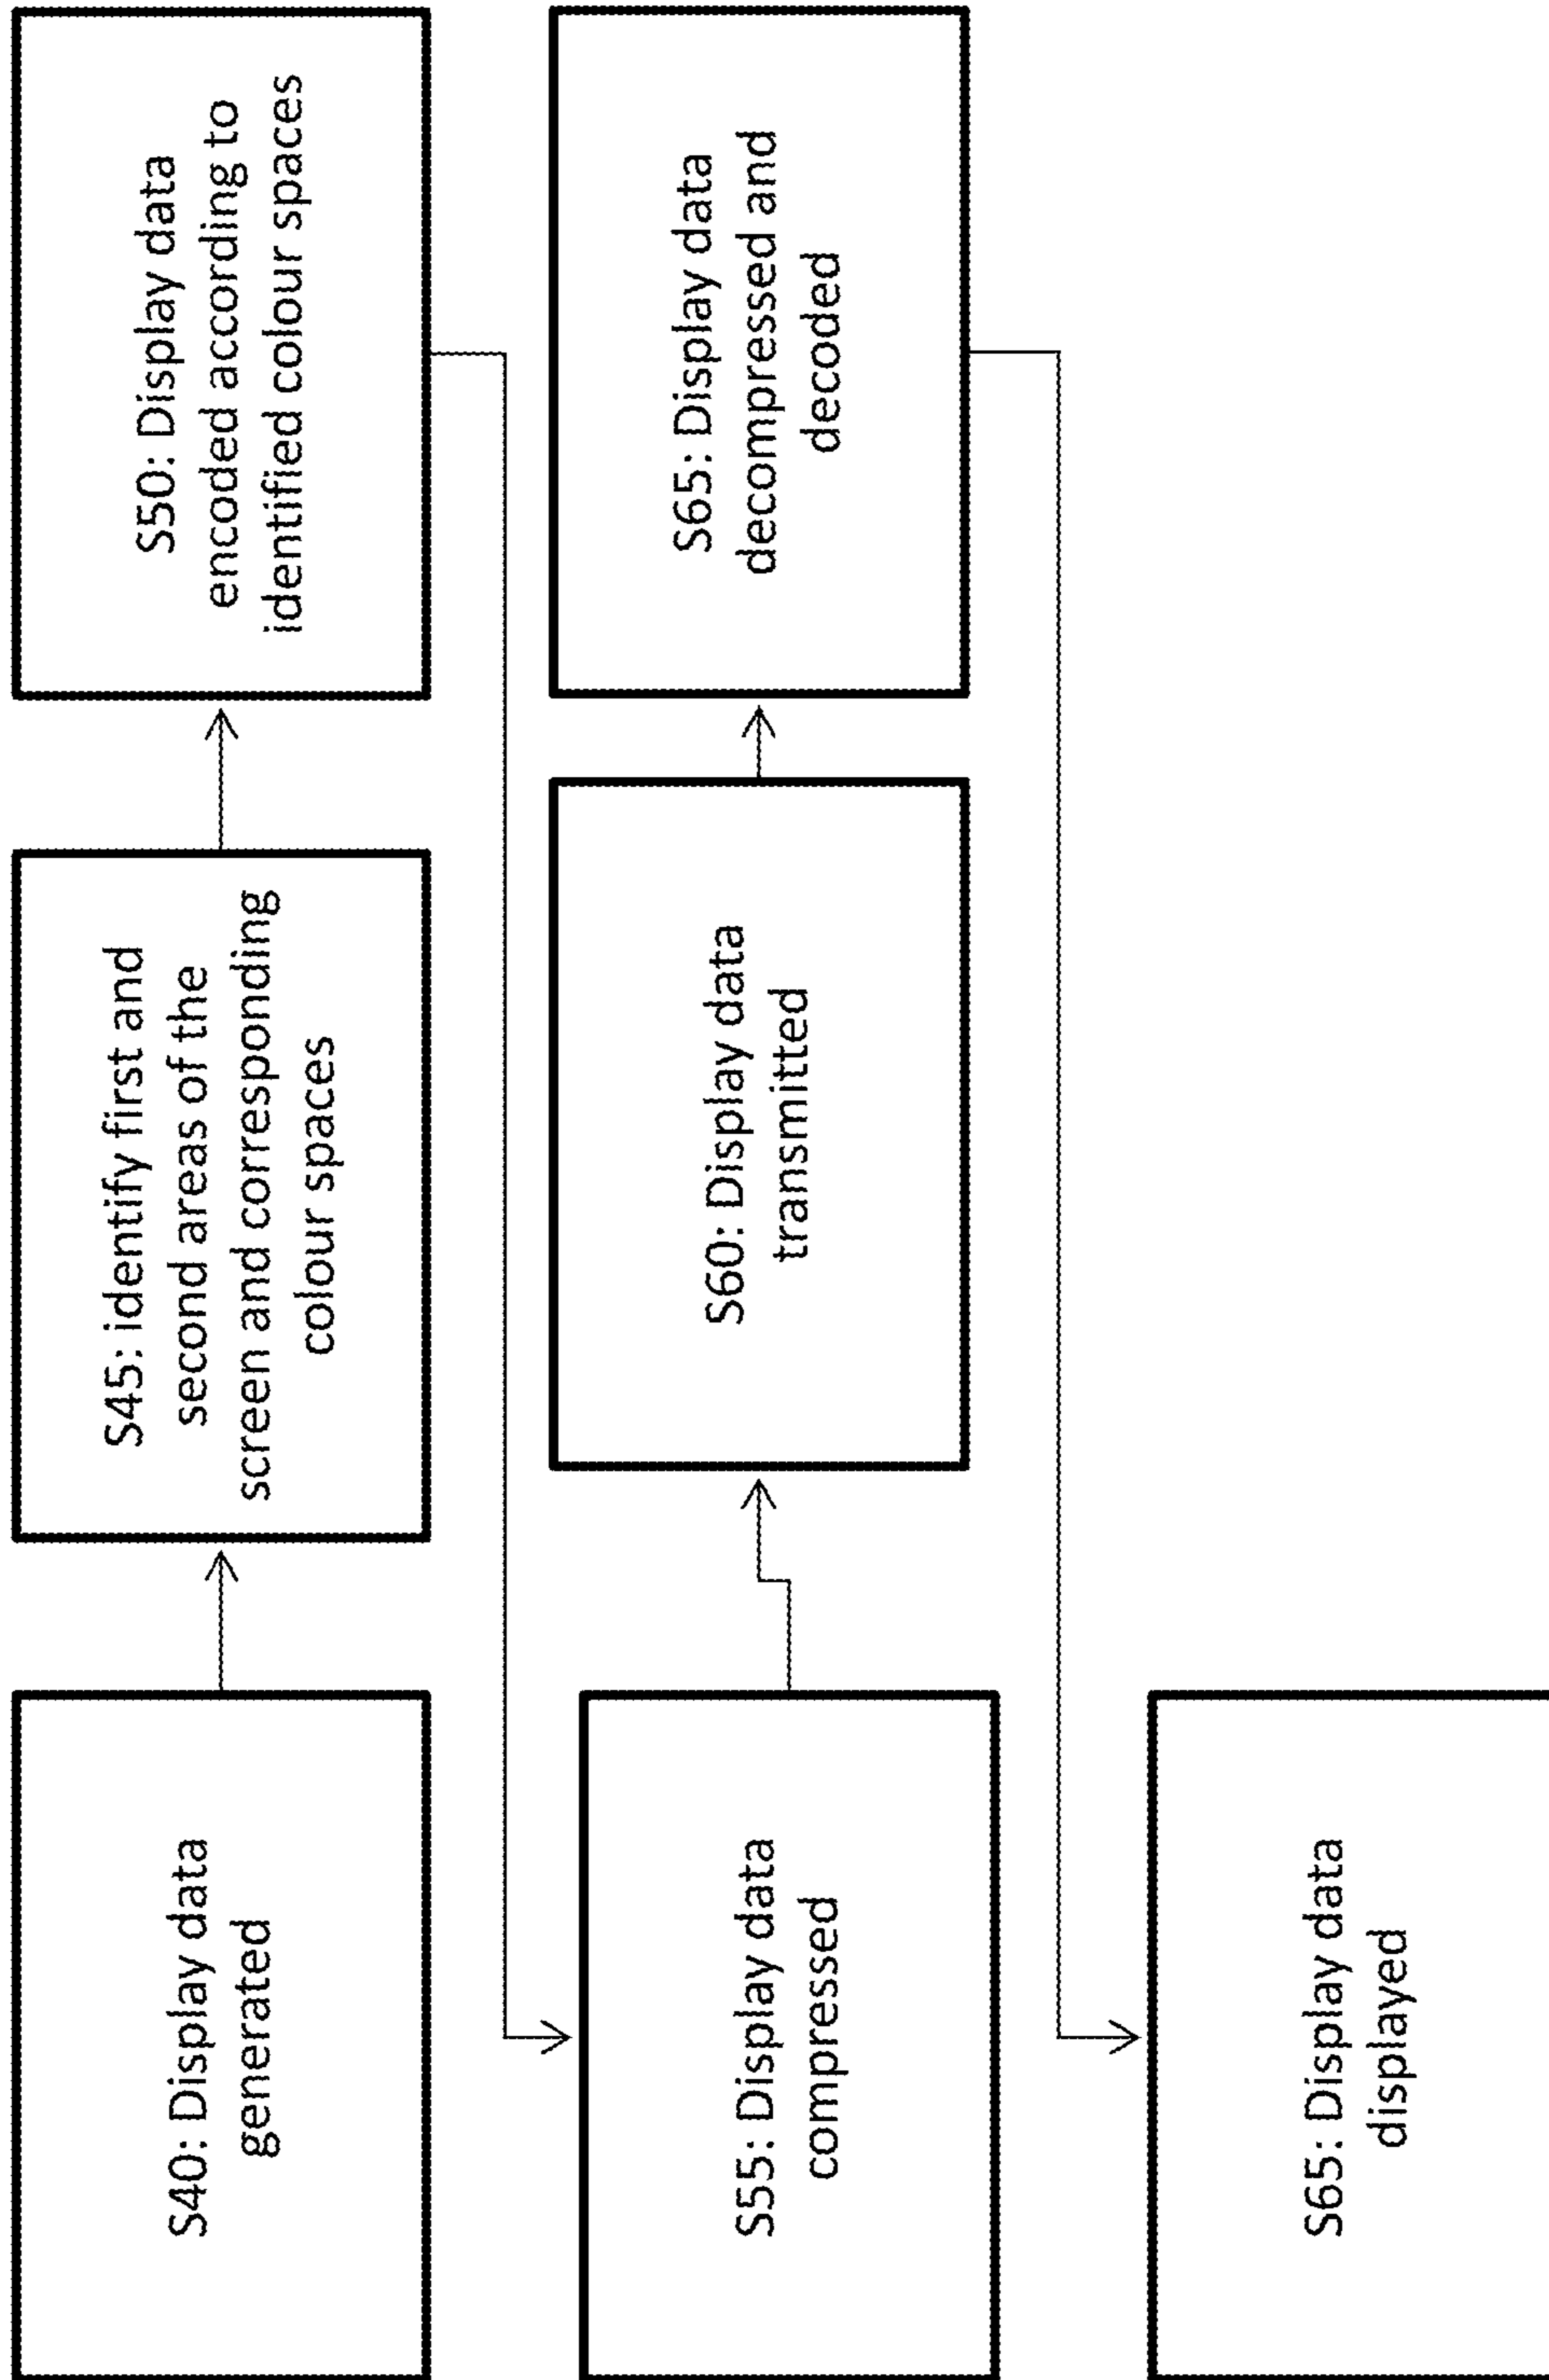 S40: Display data
generated
S45: identify first and
second areas of the
screen and corresponding
colour spaces
S50: Display data
encoded according to
identified colour spaces
S55: Display data
compressed
S60: Display data
transmitted
S65: Display data
decompressed and
decoded
S65: Display data
displayed